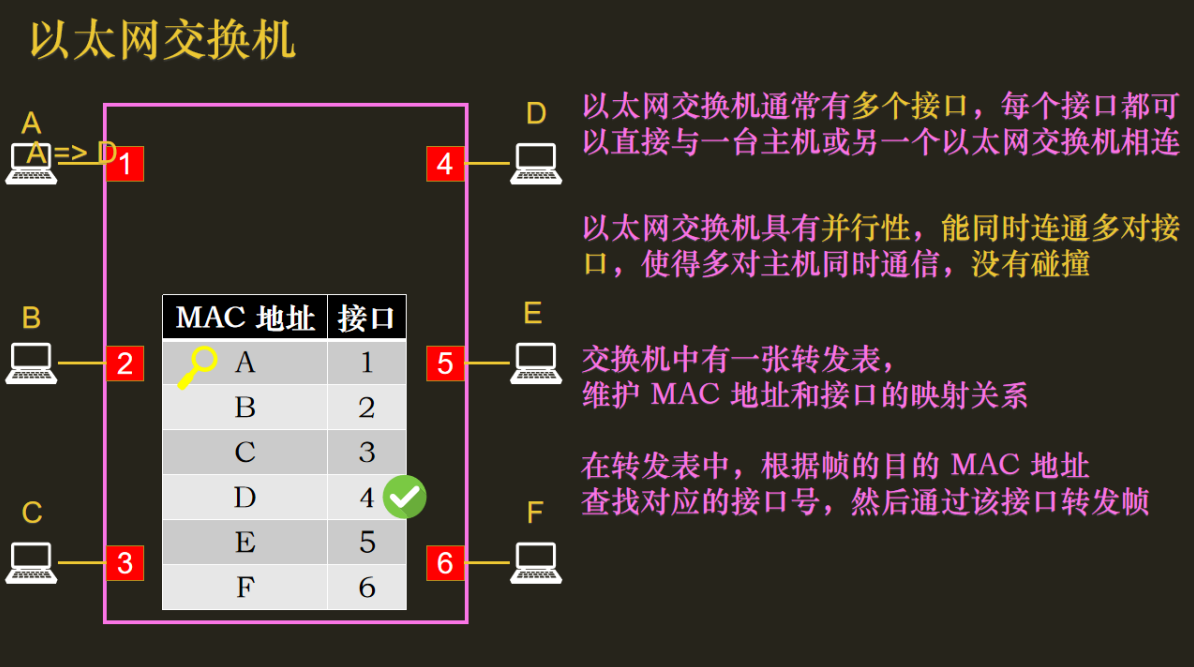 以太网交换机
A
A => D
1
B
2
C
3
MAC 地址 接口
A 1
B 2
C 3
D 4
E 5
F 6
D
4
E
5
F
6
以太网交换机通常有多个接口，每个接口都可
以直接与一台主机或另一个以太网交换机相连
以太网交换机具有并行性，能同时连通多对接
口，使得多对主机同时通信，没有碰撞
交换机中有一张转发表，
维护 MAC 地址和接口的映射关系
在转发表中，根据帧的目的 MAC 地址
查找对应的接口号，然后通过该接口转发帧